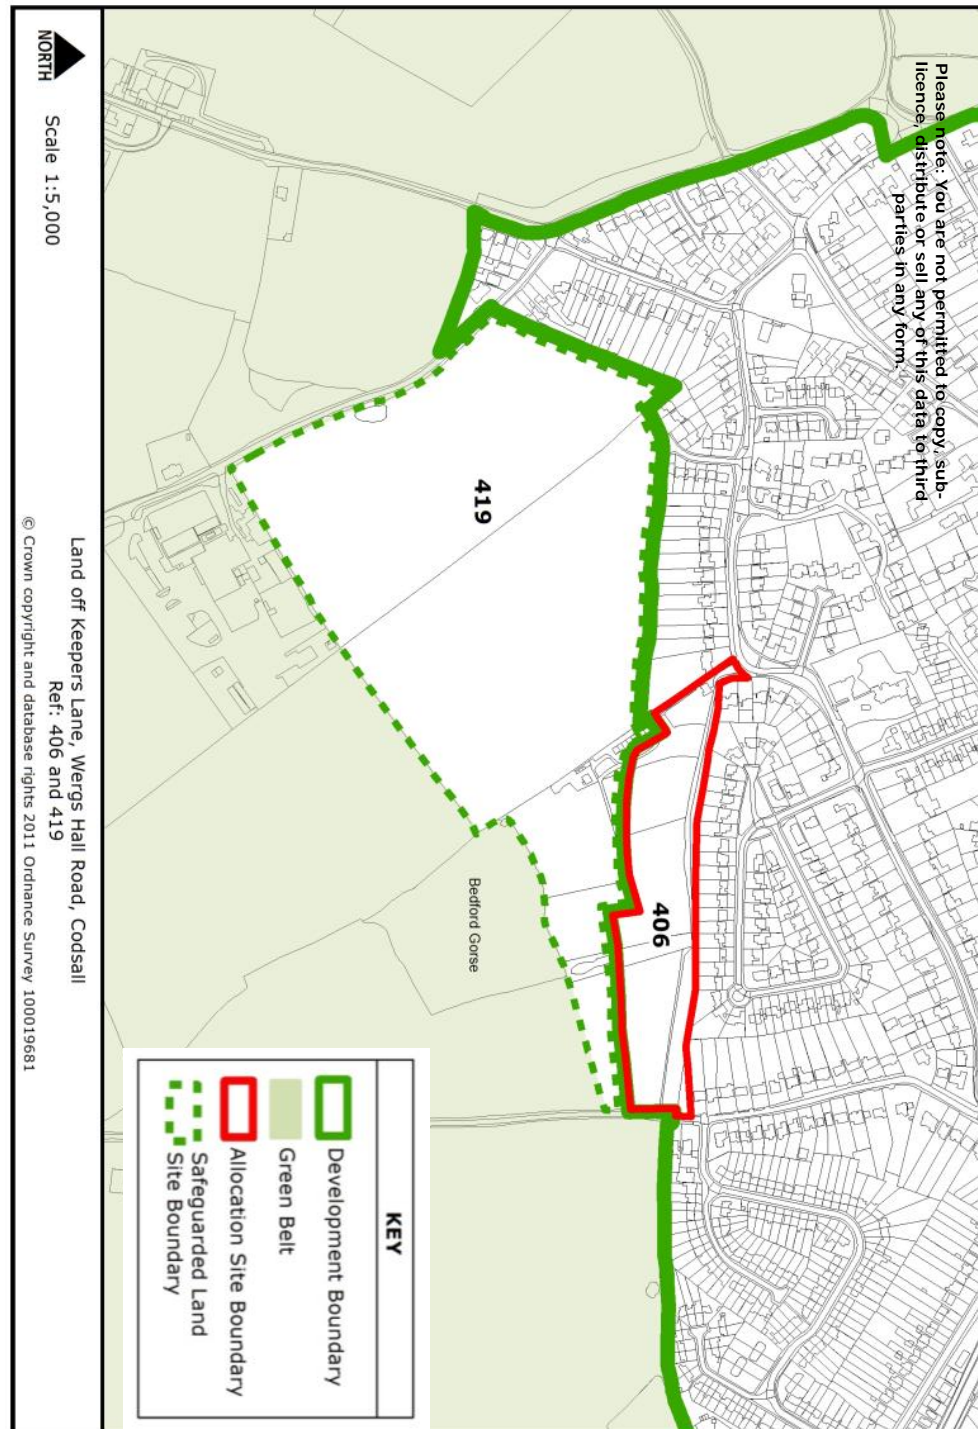 Please note: You are not permitted to copy, sub-
licence, distribute or sell any of this data to third
parties in any form.
419
406
Bedford Gorse
KEY
Development Boundary
Green Belt
Allocation Site Boundary
Safeguarded Land
Site Boundary
NORTH
Scale 1:5,000
Land off Keepers Lane, Wergs Hall Road, Codsall
Ref: 406 and 419
© Crown copyright and database rights 2011 Ordnance Survey 100019681